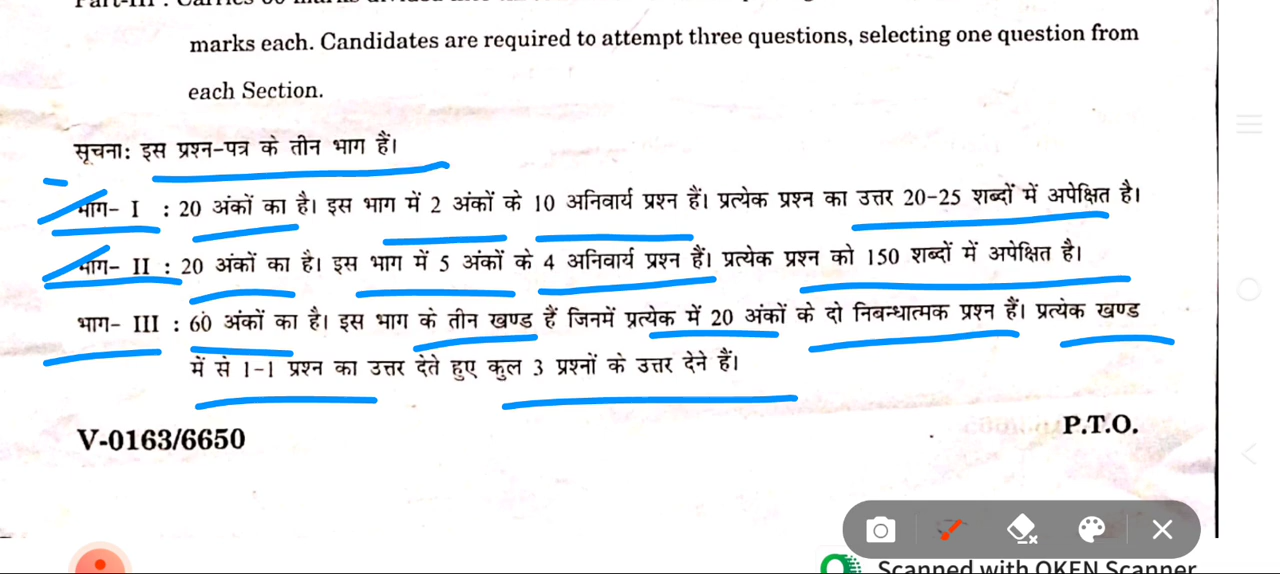 marks each. Candidates are required to attempt three questions, selecting one question from
each Section.
सूचना: इस प्रश्न-पत्र के तीन भाग हैं।
भाग- I : 20 अंकों का है। इस भाग में 2 अंकों के 10 अनिवार्य प्रश्न हैं। प्रत्येक प्रश्न का उत्तर 20-25 शब्दों में अपेक्षित है।
भाग- II : 20 अंकों का है। इस भाग में 5 अंकों के 4 अनिवार्य प्रश्न हैं। प्रत्येक प्रश्न को 150 शब्दों में अपेक्षित है।
भाग- III : 60 अंकों का है। इस भाग के तीन खण्ड हैं जिनमें प्रत्येक में 20 अंकों के दो निबन्धात्मक प्रश्न हैं। प्रत्येक खण्ड
में से 1-1 प्रश्न का उत्तर देते हुए कुल 3 प्रश्नों के उत्तर देने हैं।
V-0163/6650
P.T.O.
Scanned with OKEN Scanner